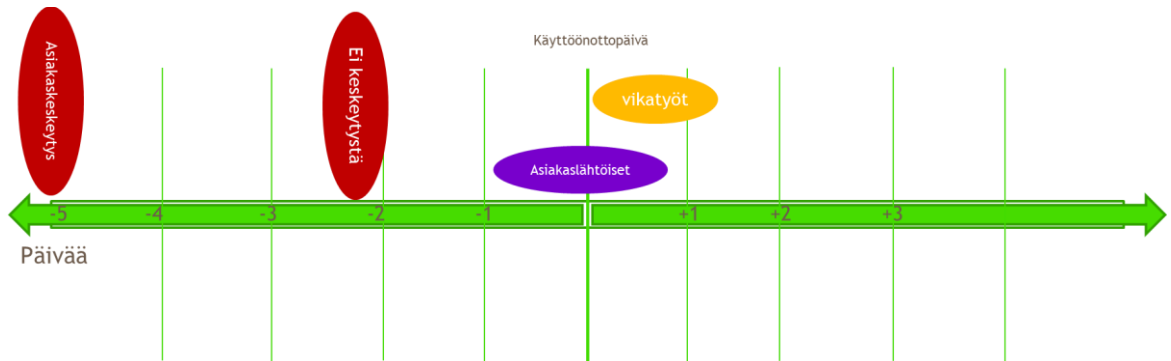 Käyttöönottopäivä
Asiakaskeskeytys
Ei keskeytystä
vikatyöt
Asiakaslähtöiset
-5 -4 -3 -2 -1 +1 +2 +3
Päivää